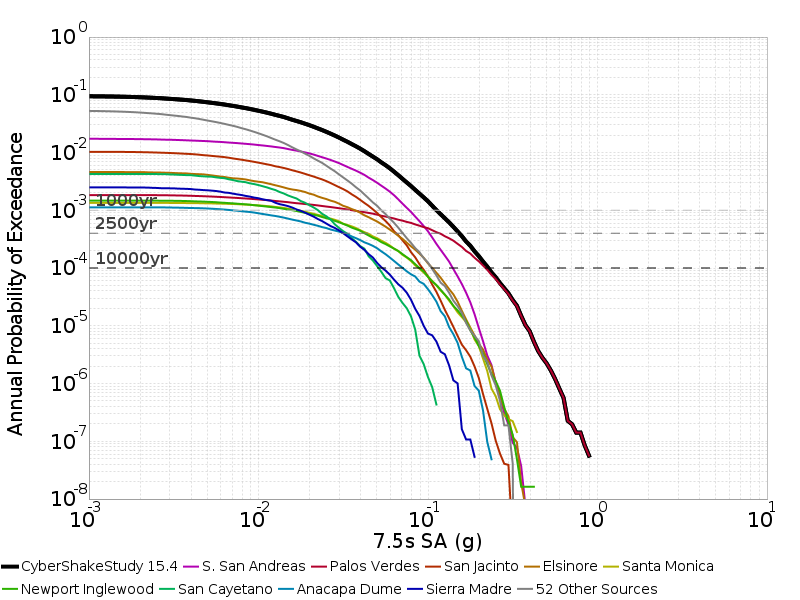 10^0
10^-1
10^-2
10^-3
10^-4
10^-5
10^-6
10^-7
10^-8
Annual Probability of Exceedance
1000yr
2500yr
10000yr
10^-3 10^-2 10^-1 10^0 10^1
7.5s SA (g)
CyberShakeStudy 15.4 S. San Andreas Palos Verdes San Jacinto Elsinore Santa Monica
Newport Inglewood San Cayetano Anacapa Dume Sierra Madre 52 Other Sources